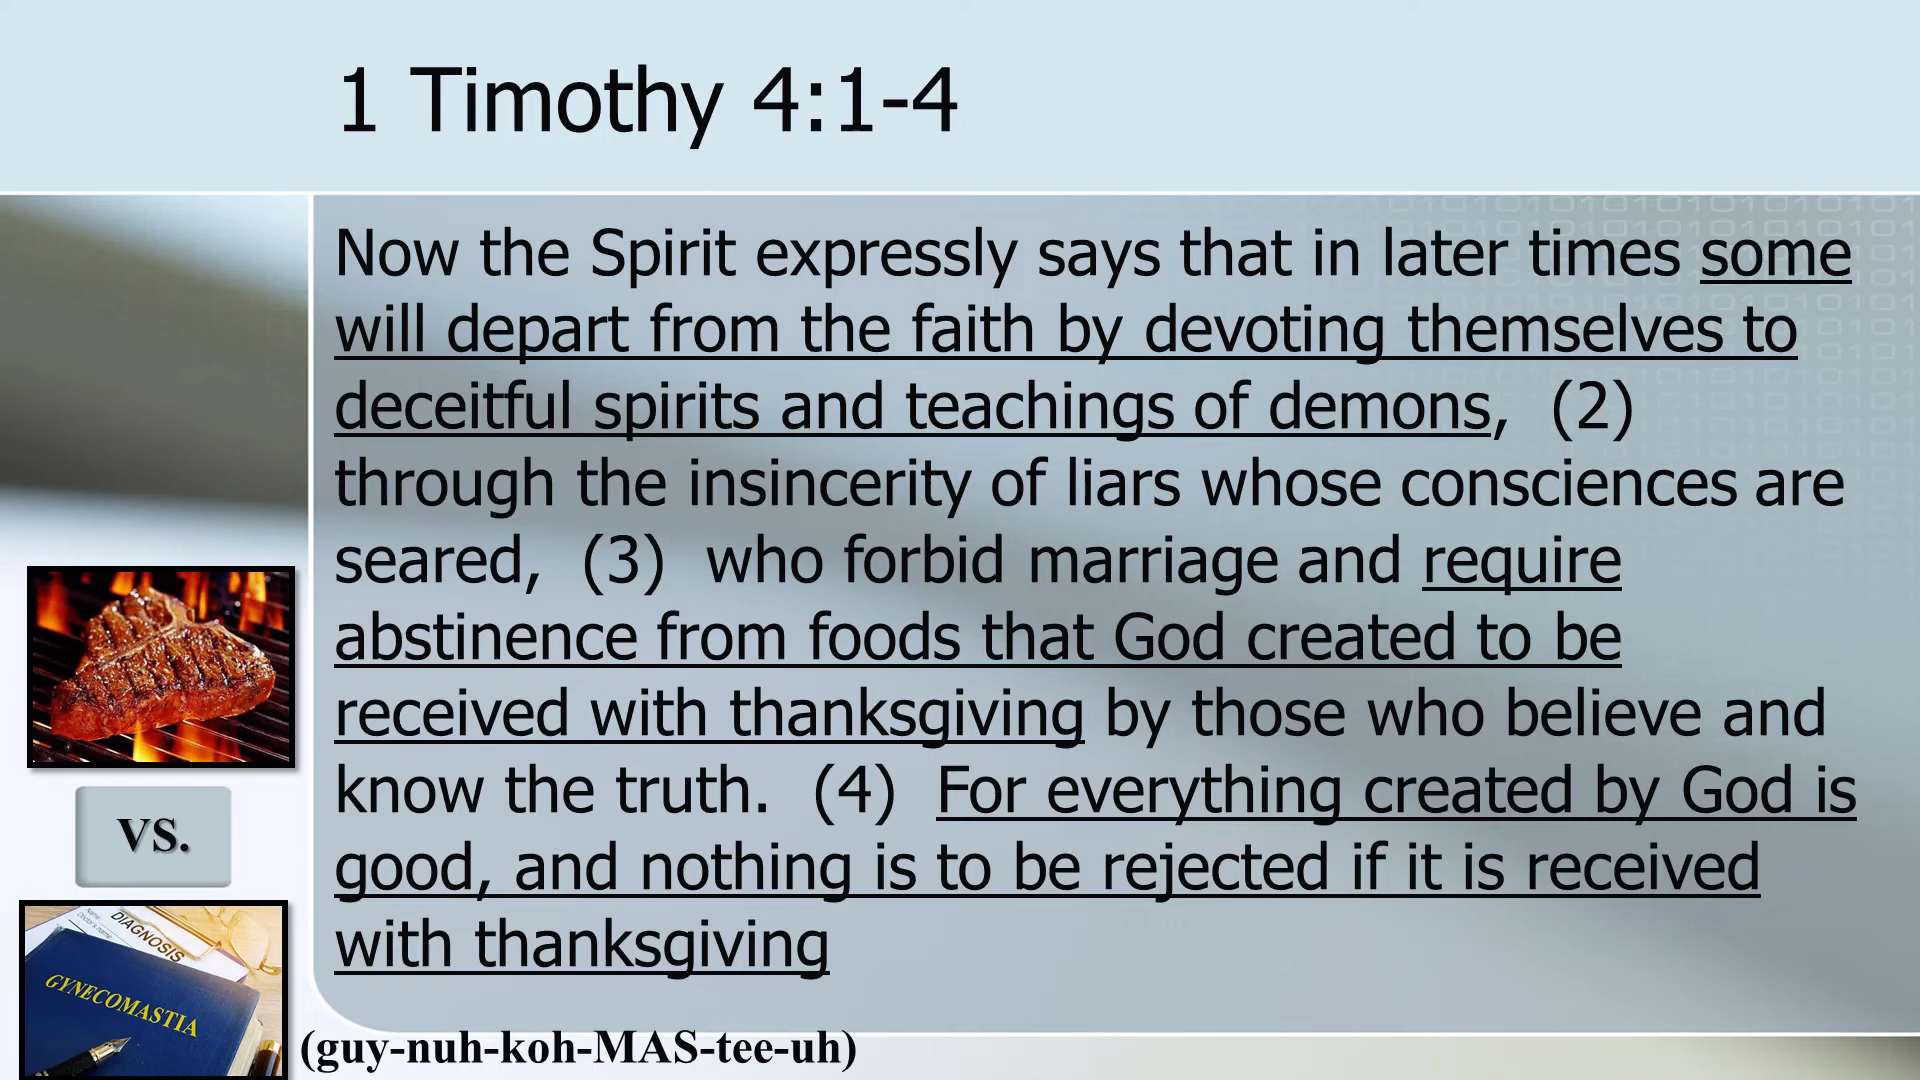 1 Timothy 4:1-4
Now the Spirit expressly says that in later times some
will depart from the faith by devoting themselves to
deceitful spirits and teachings of demons,  (2)
through the insincerity of liars whose consciences are
seared,  (3)  who forbid marriage and require
abstinence from foods that God created to be
received with thanksgiving by those who believe and
know the truth.  (4)  For everything created by God is
good, and nothing is to be rejected if it is received
with thanksgiving
VS.
Name
Doctor's name
DIAGNOSIS
GYNECOMASTIA
(guy-nuh-koh-MAS-tee-uh)